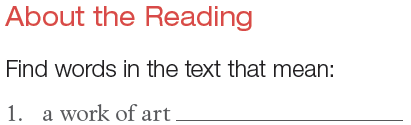 About the Reading
Find words in the text that mean:
1. a work of art